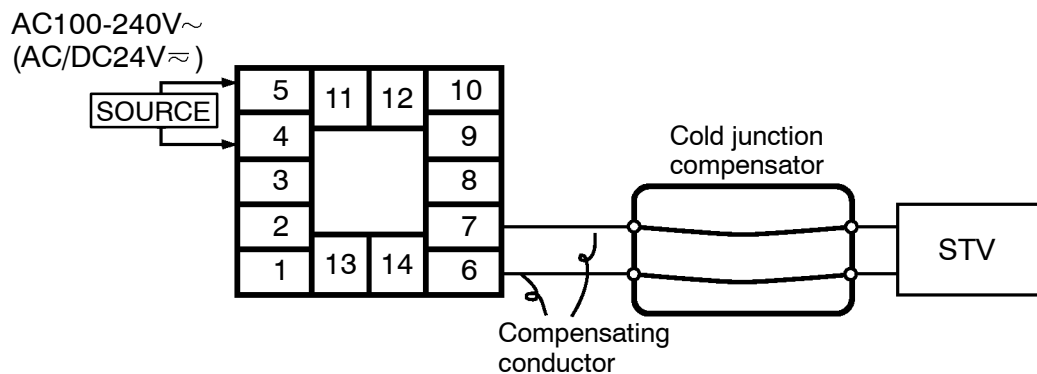 AC100-240V~
(AC/DC24V≂)
SOURCE
5 11 12 10
4 9
3 8
2 7
1 13 14 6
Cold junction
compensator
STV
Compensating
conductor